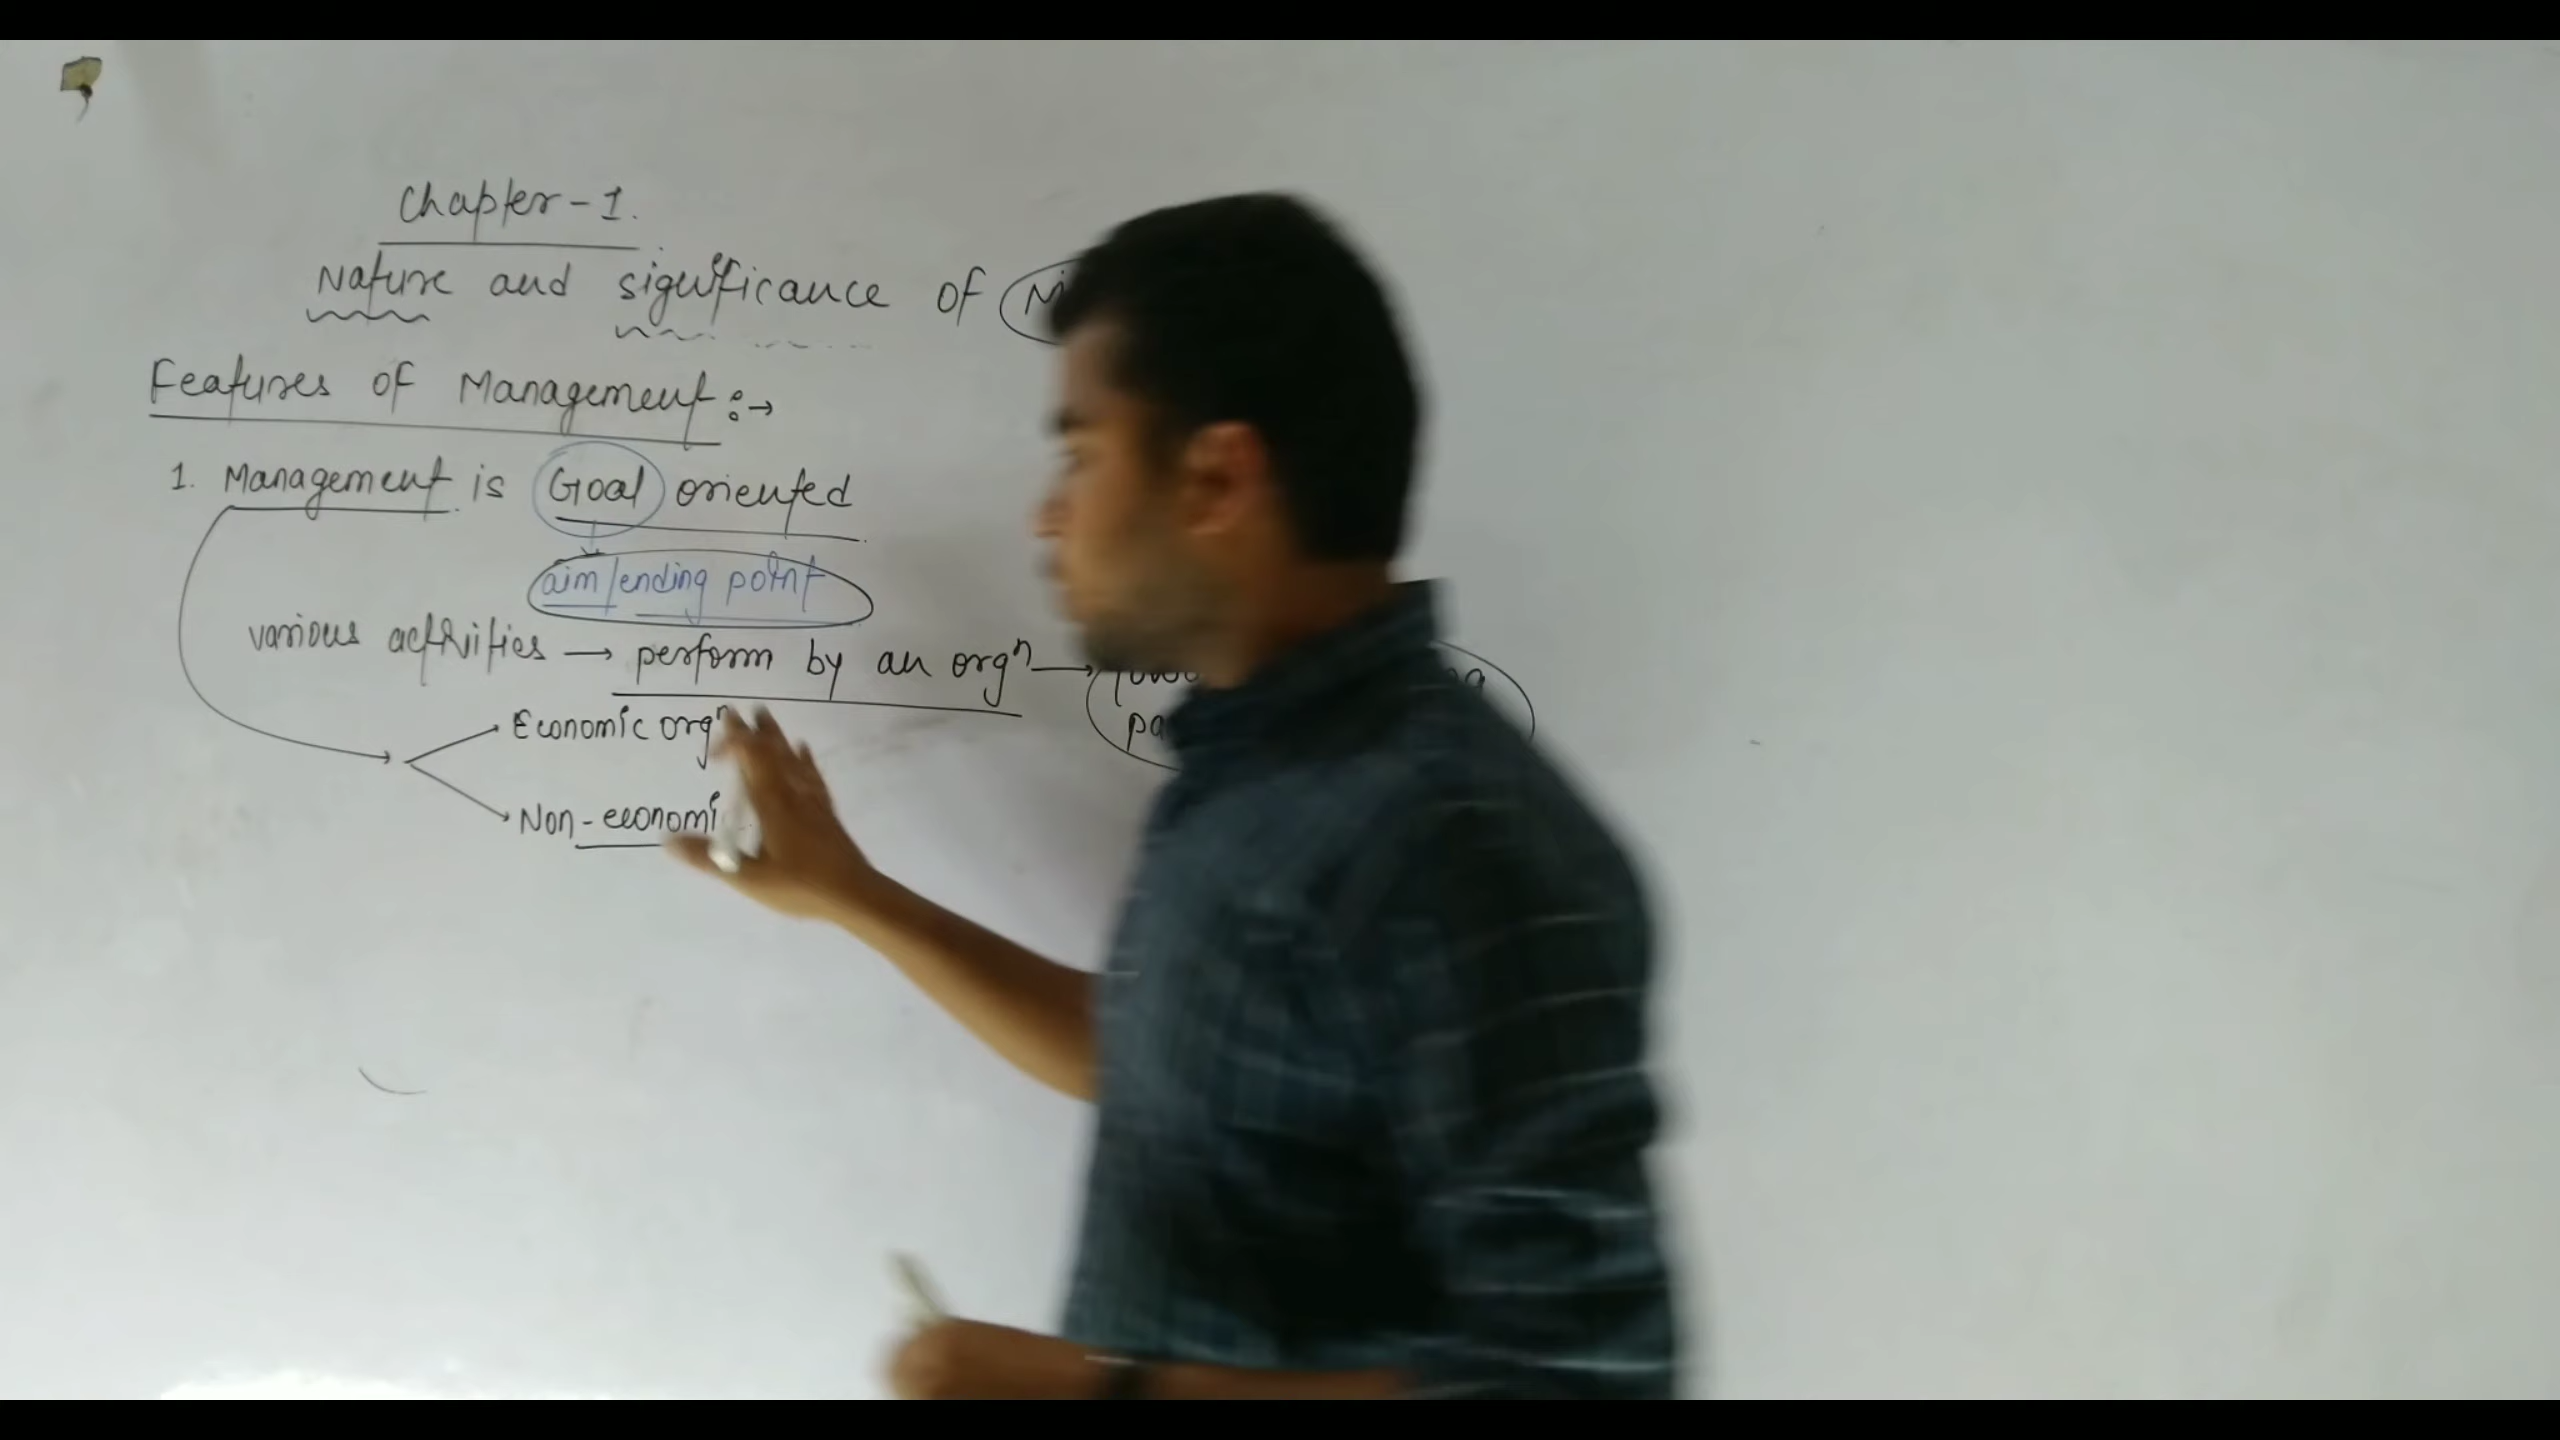 Chapter-1.
Nature and significance of
Features of Management :→
1. Management is Goal oriented
aim/ending point
various activities → perform by an orgⁿ →
Economic orgⁿ
Non-economi